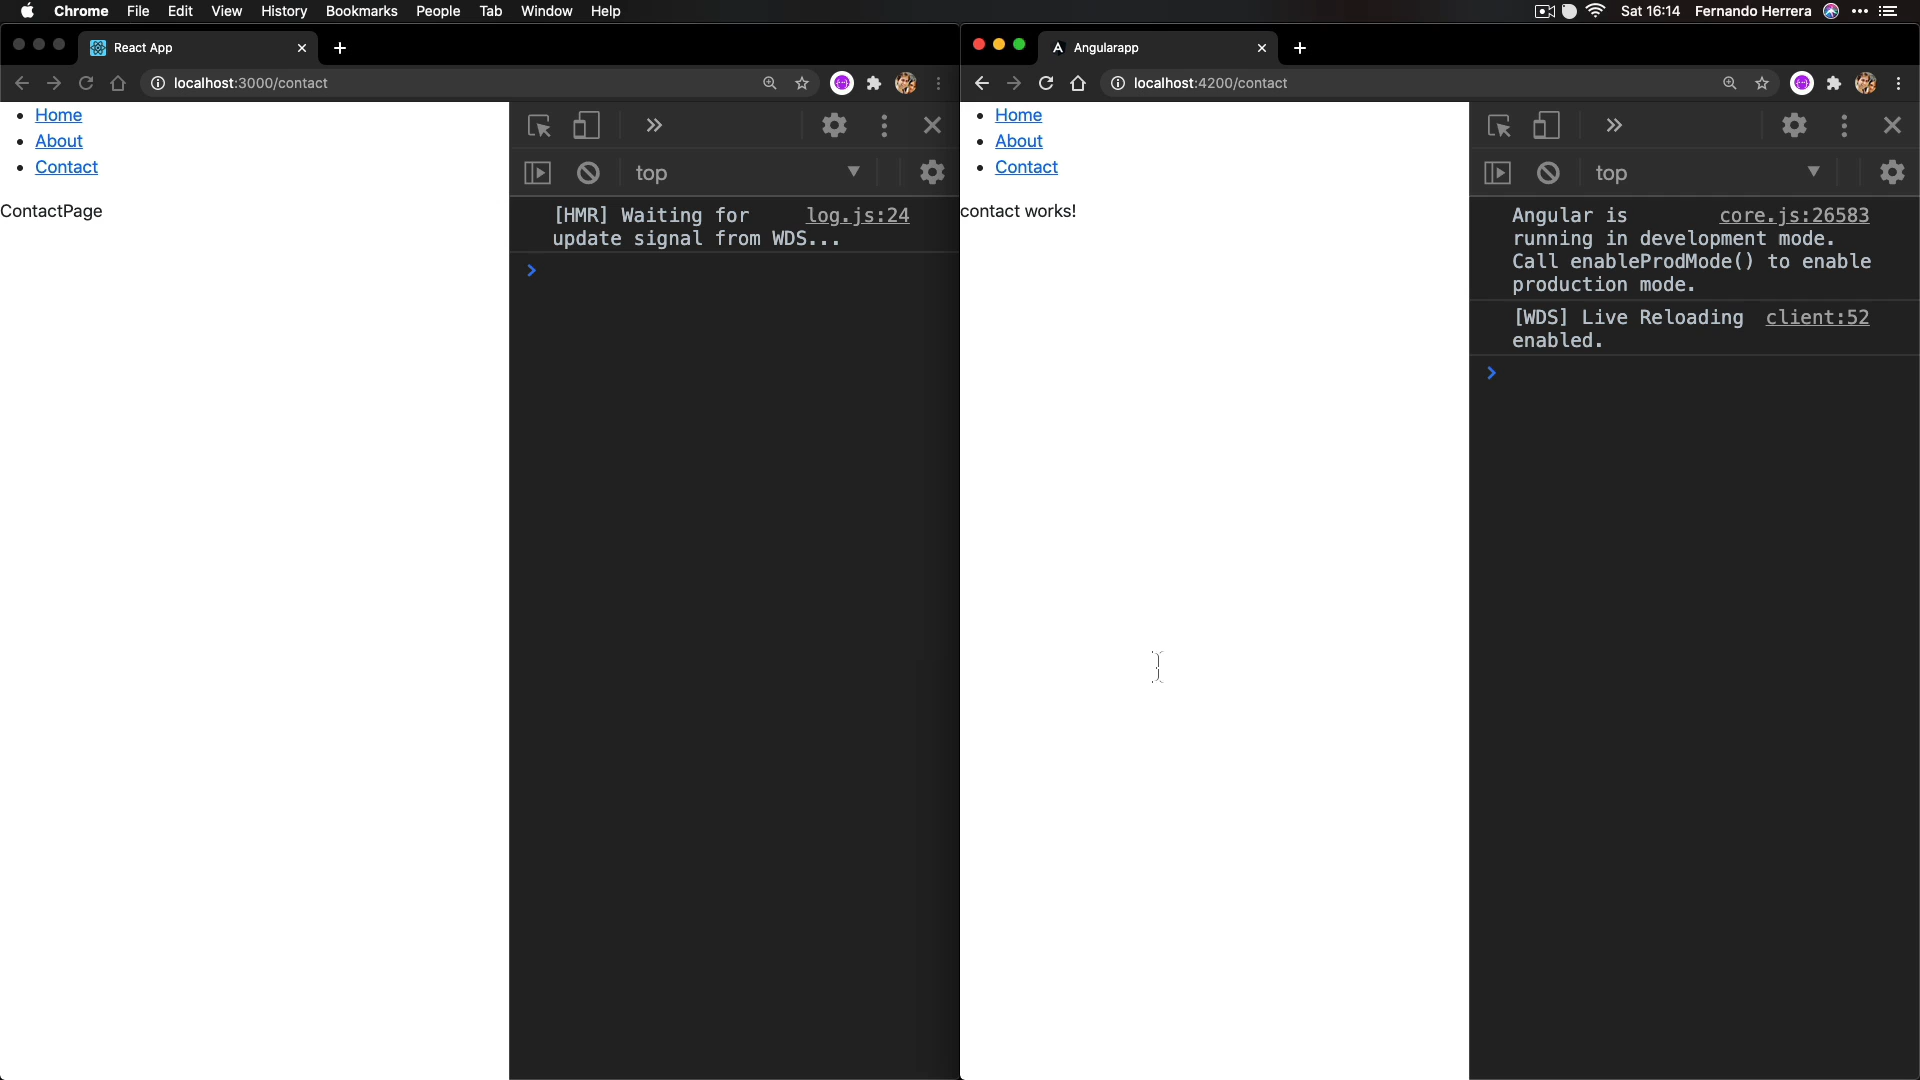 Chrome File Edit View History Bookmarks People Tab Window Help
Sat 16:14 Fernando Herrera
React App
localhost:3000/contact
Home
About
Contact
ContactPage
top
[HMR] Waiting for log.js:24
update signal from WDS...
Angularapp
localhost:4200/contact
Home
About
Contact
contact works!
top
Angular is core.js:26583
running in development mode.
Call enableProdMode() to enable
production mode.
[WDS] Live Reloading client:52
enabled.